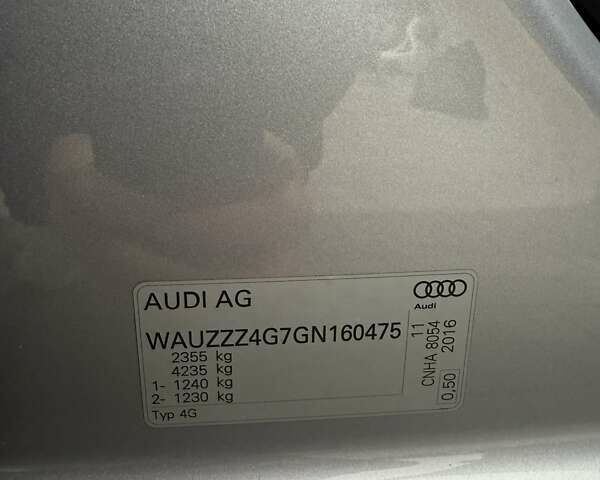 AUDI AG
Audi
WAUZZZ4G7GN160475
2355 kg
4235 kg
1- 1240 kg
2- 1230 kg
Typ 4G
11
CNHA 8054
2016
0,50